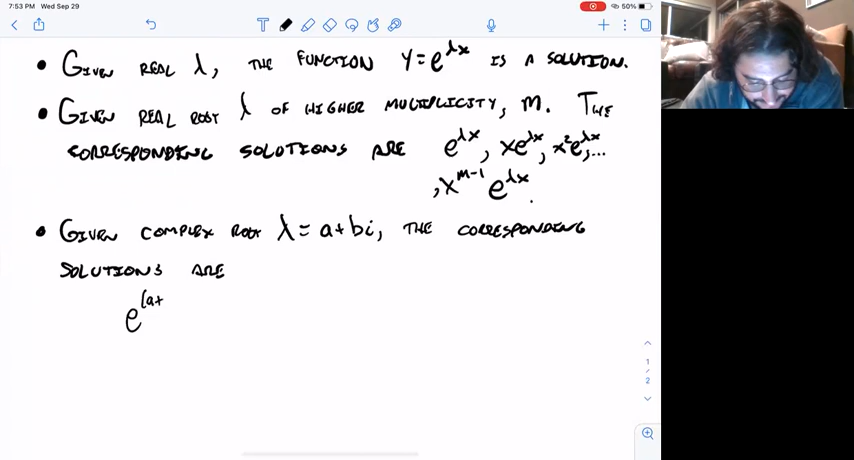 7:53 PM Wed Sep 29
50%
• GIVEN REAL λ, THE FUNCTION y=e^{λx} IS A SOLUTION.
• GIVEN REAL ROOT λ OF HIGHER MULTIPLICITY, m. THE
CORRESPONDING SOLUTIONS ARE e^{λx}, xe^{λx}, x²e^{λx},...
,x^{m-1} e^{λx}.
• GIVEN COMPLEX ROOT λ=a+bi, THE CORRESPONDING
SOLUTIONS ARE
e^{(a+
1
/
2